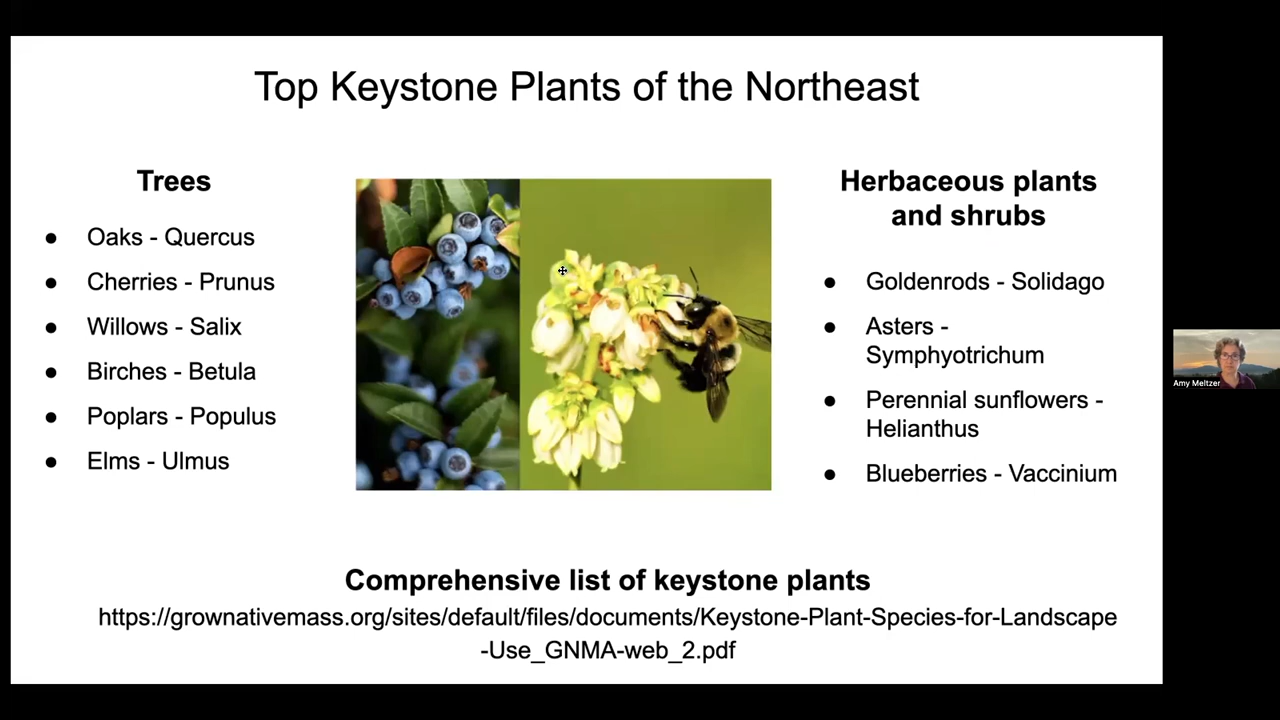 Top Keystone Plants of the Northeast
Trees
● Oaks - Quercus
● Cherries - Prunus
● Willows - Salix
● Birches - Betula
● Poplars - Populus
● Elms - Ulmus
Herbaceous plants
and shrubs
● Goldenrods - Solidago
● Asters -
Symphyotrichum
● Perennial sunflowers -
Helianthus
● Blueberries - Vaccinium
Comprehensive list of keystone plants
https://grownativemass.org/sites/default/files/documents/Keystone-Plant-Species-for-Landscape
-Use_GNMA-web_2.pdf
Amy Meltzer